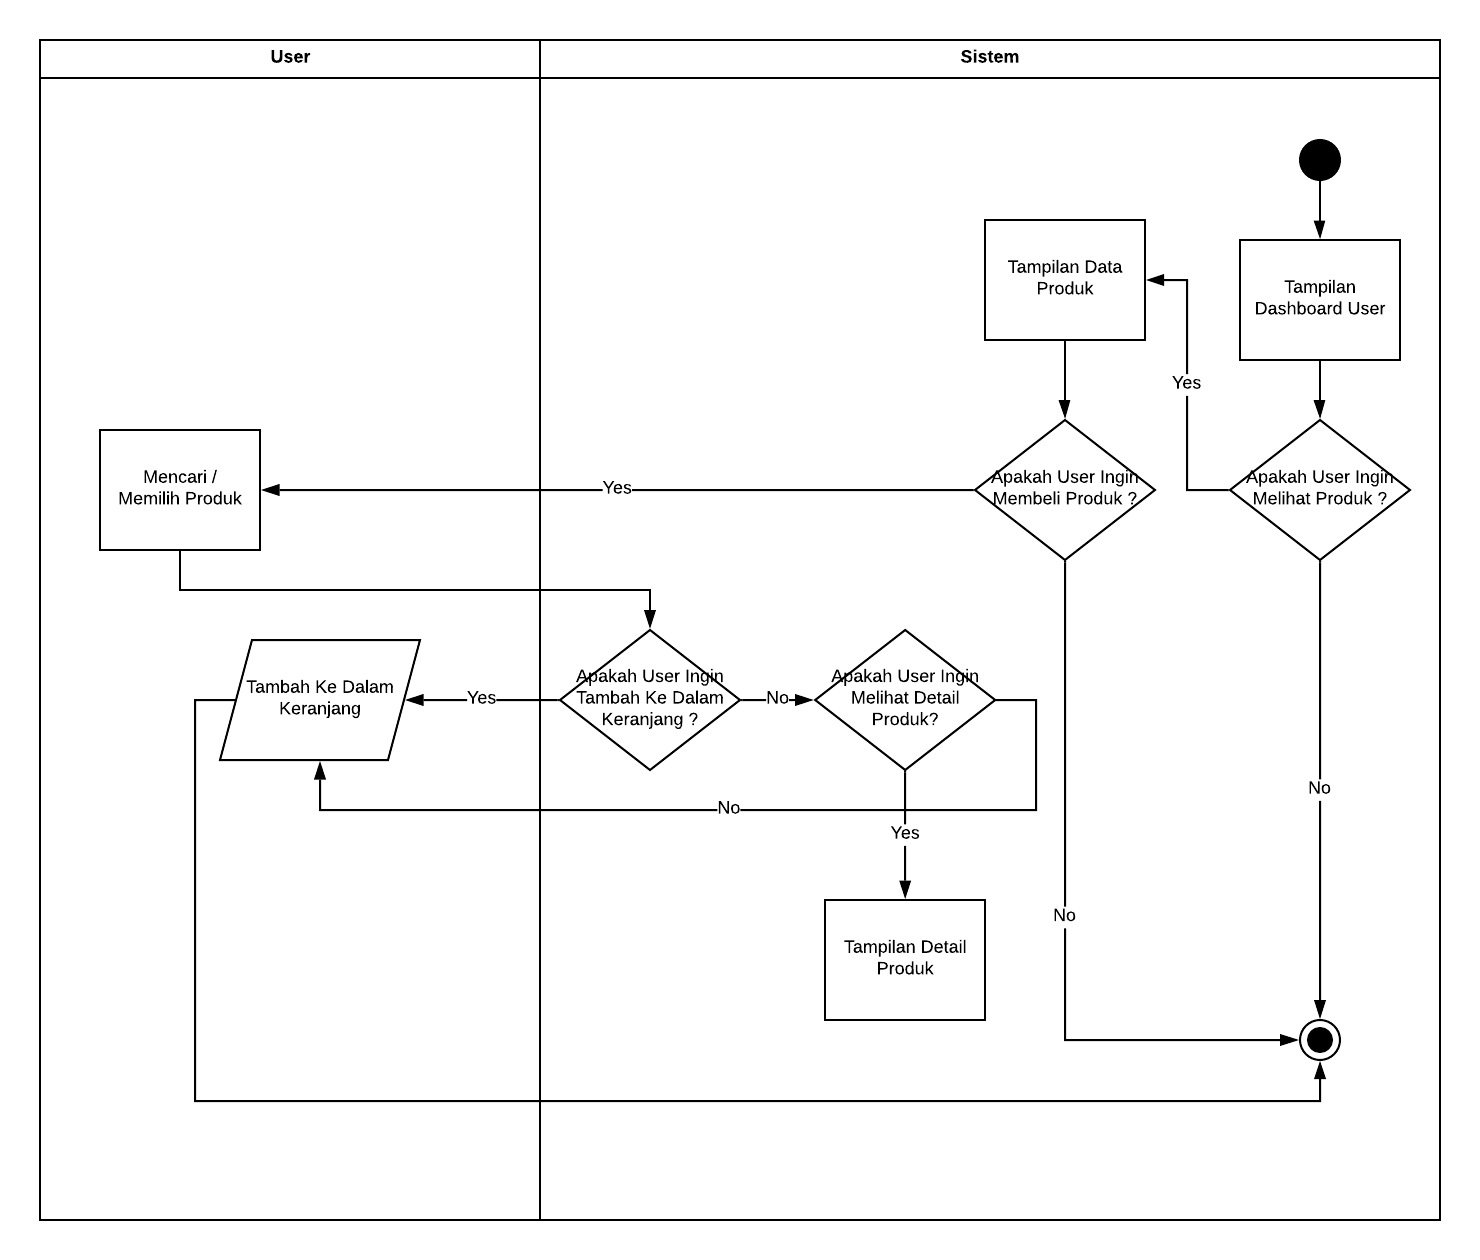 User
Sistem
Tampilan Data
Produk
Tampilan
Dashboard User
Yes
Mencari /
Memilih Produk
Yes
Apakah User Ingin
Membeli Produk ?
Apakah User Ingin
Melihat Produk ?
Tambah Ke Dalam
Keranjang
Yes
Apakah User Ingin
Tambah Ke Dalam
Keranjang ?
No
Apakah User Ingin
Melihat Detail
Produk?
No
No
Yes
No
Tampilan Detail
Produk